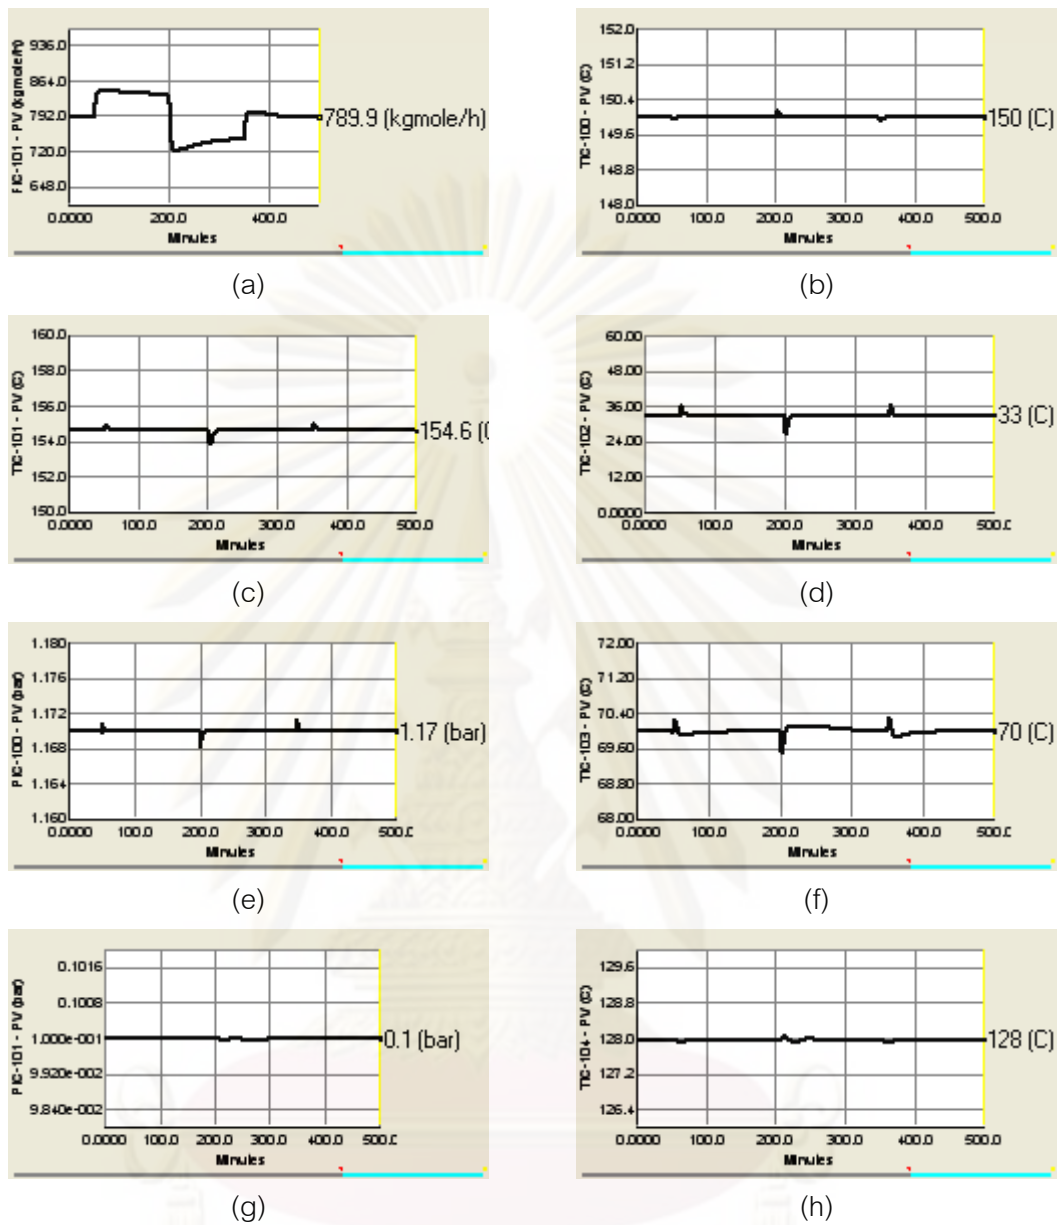 FIC-101 - PV (kgmole/h)
936.0
864.0
792.0
720.0
648.0
789.9 (kgmole/h)
0.0000 200.0 400.0
Minutes
(a)
TIC-100 - PV (C)
152.0
151.2
150.4
149.6
148.8
148.0
150 (C)
0.0000 100.0 200.0 300.0 400.0 500.0
Minutes
(b)
TIC-101 - PV (C)
160.0
158.0
156.0
154.0
152.0
150.0
154.6 (
0.0000 100.0 200.0 300.0 400.0 500.0
Minutes
(c)
TIC-102 - PV (C)
60.00
48.00
36.00
24.00
12.00
0.0000
33 (C)
0.0000 100.0 200.0 300.0 400.0 500.
Minutes
(d)
PIC-100 - PV (bar)
1.180
1.176
1.172
1.168
1.164
1.160
1.17 (bar)
0.0000 100.0 200.0 300.0 400.0 500.
Minutes
(e)
TIC-103 - PV (C)
72.00
71.20
70.40
69.60
68.80
68.00
70 (C)
0.0000 100.0 200.0 300.0 400.0 500.
Minutes
(f)
PIC-101 - PV (bar)
0.1016
0.1008
1.000e-001
9.920e-002
9.840e-002
0.1 (bar)
0.0000 100.0 200.0 300.0 400.0 500.
Minutes
(g)
TIC-104 - PV (C)
129.6
128.8
128.0
127.2
126.4
128 (C)
0.0000 100.0 200.0 300.0 400.0 500.0
Minutes
(h)